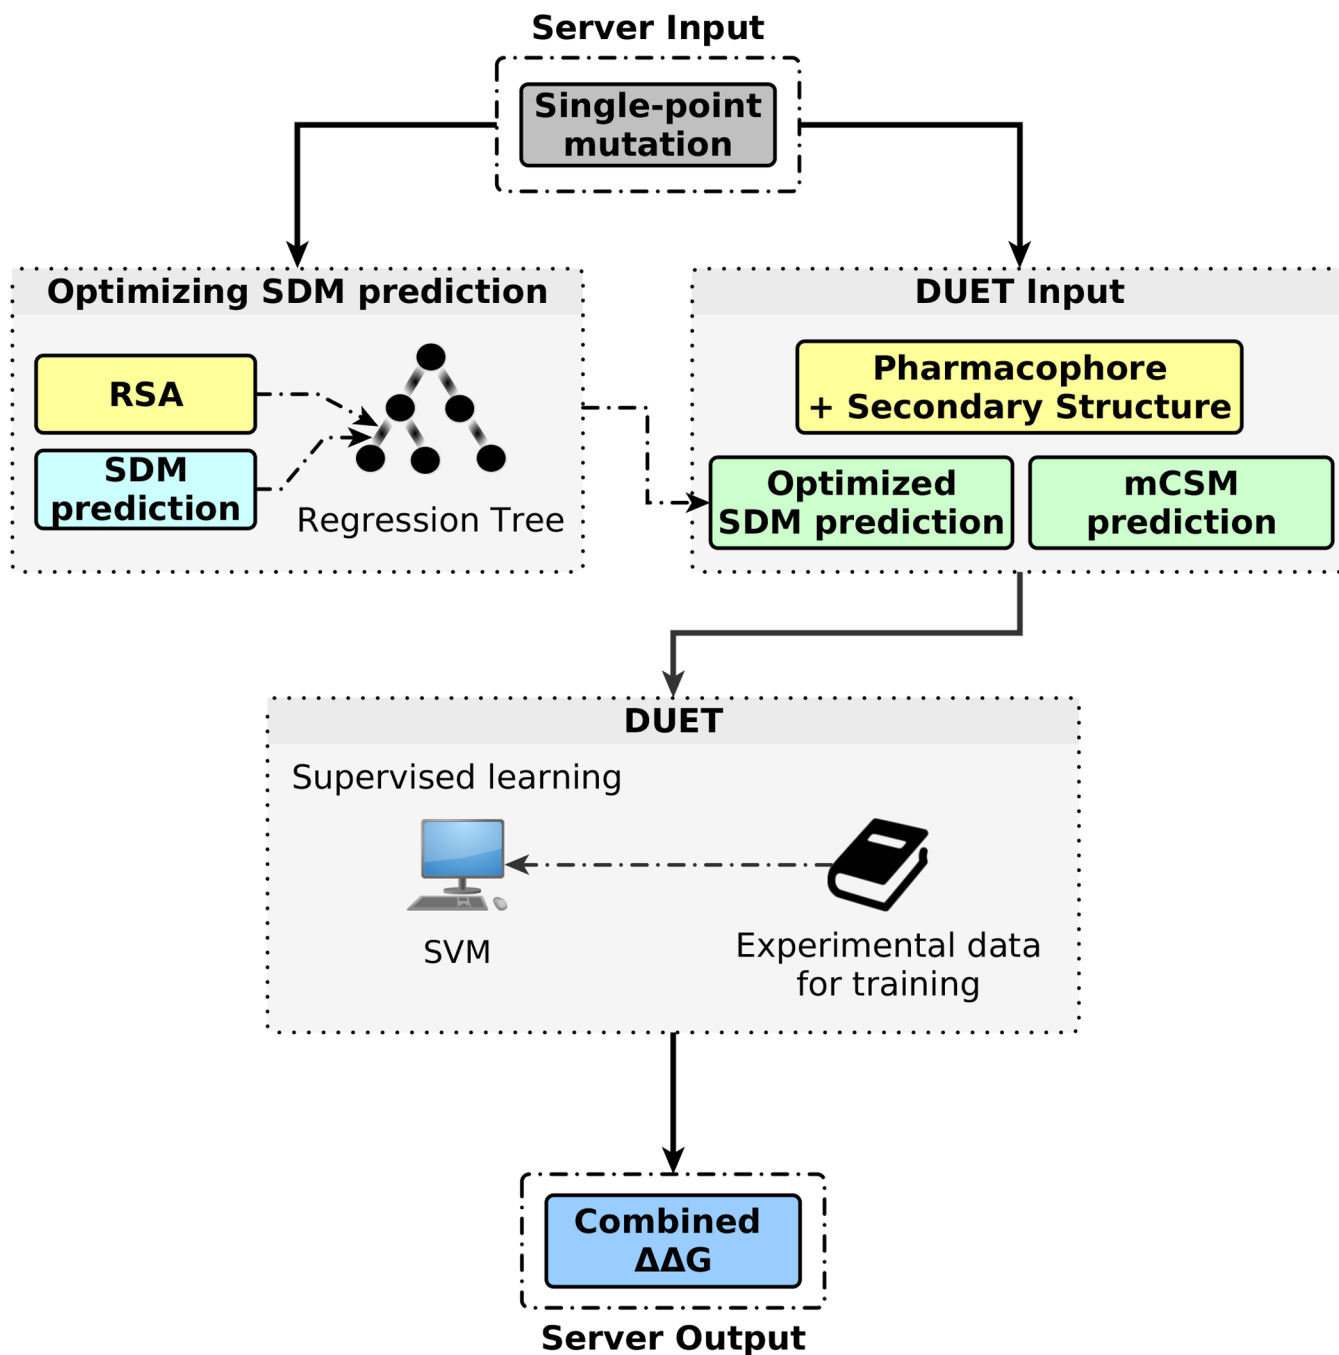 Server Input
Single-point
mutation
Optimizing SDM prediction
RSA
SDM
prediction
Regression Tree
DUET Input
Pharmacophore
+ Secondary Structure
Optimized
SDM prediction
mCSM
prediction
DUET
Supervised learning
SVM
Experimental data
for training
Combined
ΔΔG
Server Output